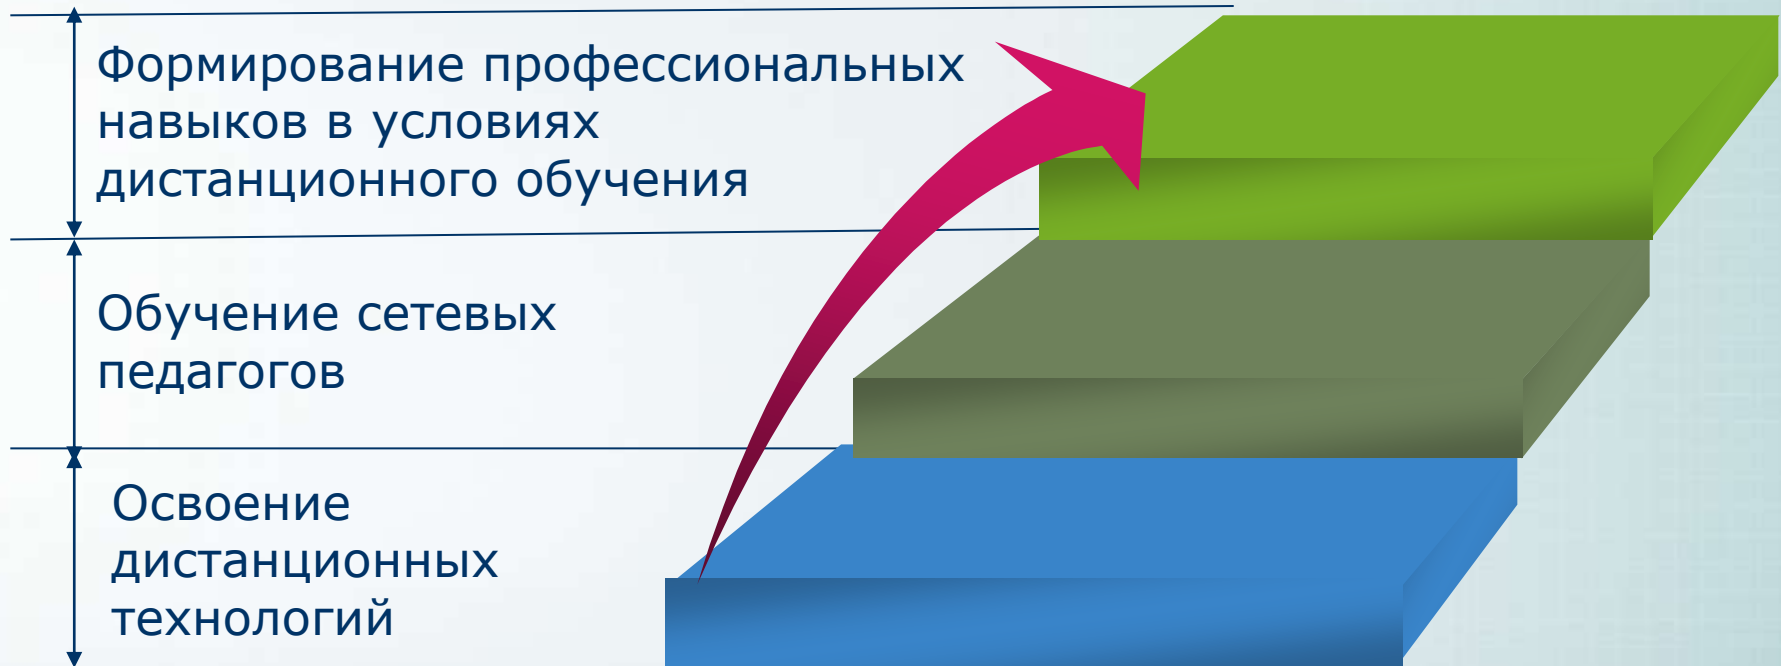 Формирование профессиональных
навыков в условиях
дистанционного обучения
Обучение сетевых
педагогов
Освоение
дистанционных
технологий